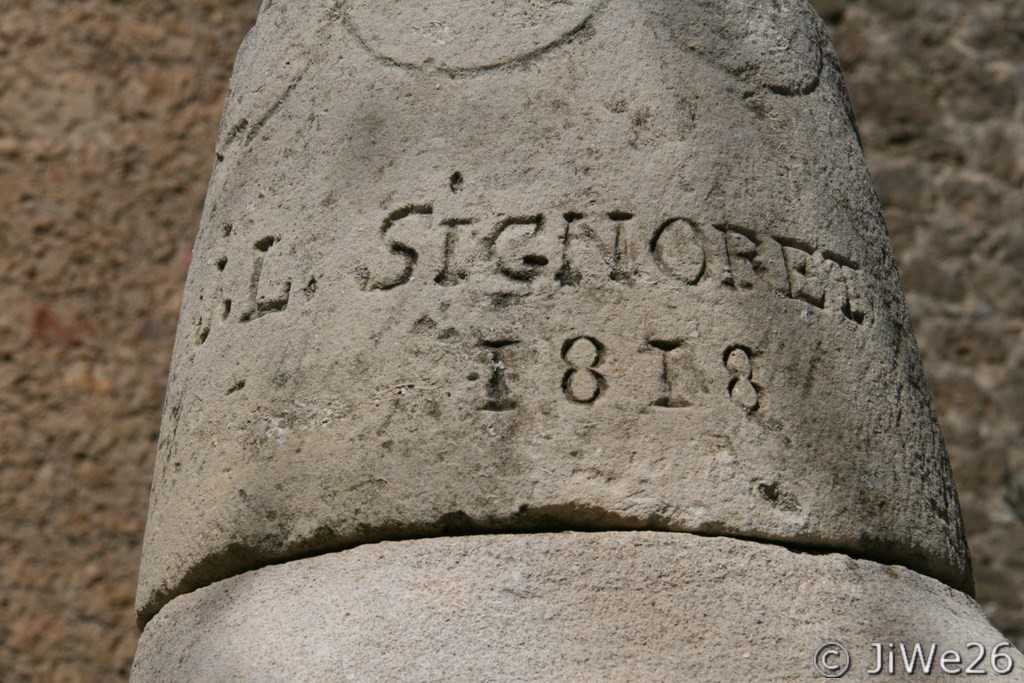 L. SIGNORET
1818
© JiWe26